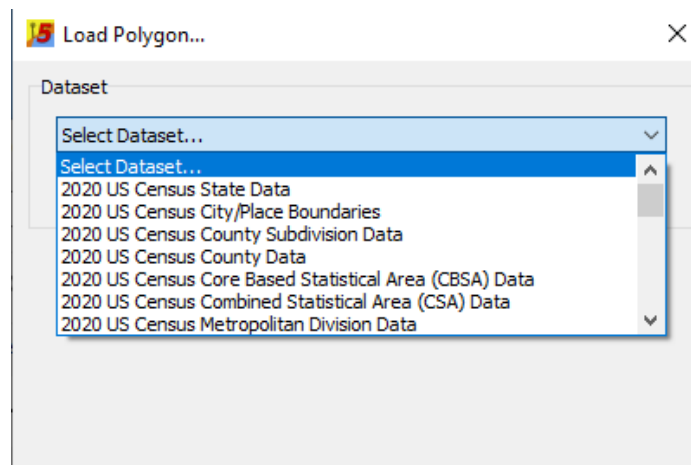 5 Load Polygon...
Dataset
Select Dataset...
Select Dataset...
2020 US Census State Data
2020 US Census City/Place Boundaries
2020 US Census County Subdivision Data
2020 US Census County Data
2020 US Census Core Based Statistical Area (CBSA) Data
2020 US Census Combined Statistical Area (CSA) Data
2020 US Census Metropolitan Division Data